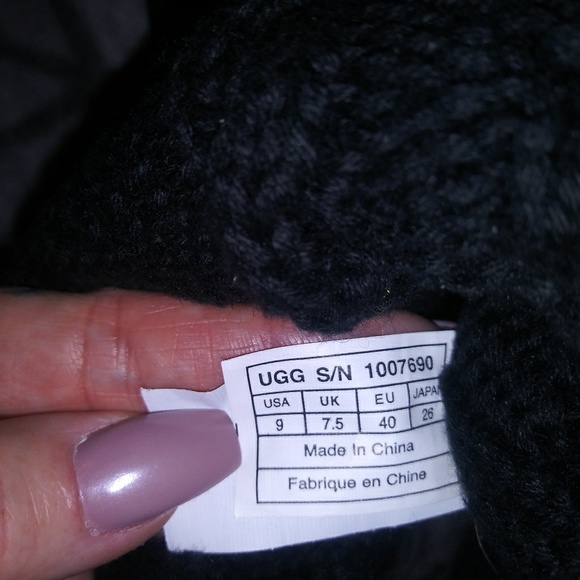 UGG S/N 1007690
USA UK EU JAPAN
9 7.5 40 26
Made In China
Fabrique en Chine